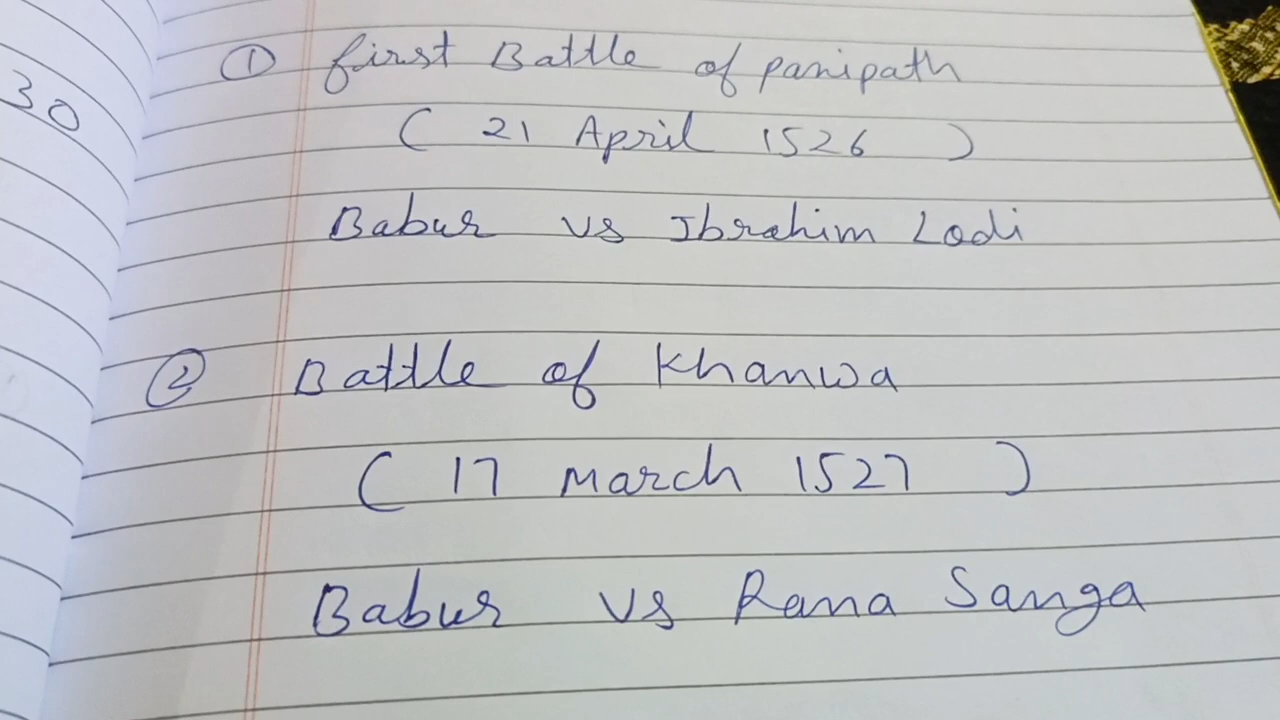 30
① first Battle of panipath
( 21 April 1526 )
Babur vs Ibrahim Lodi
② Battle of Khanwa
( 17 March 1527 )
Babur vs Rana Sanga